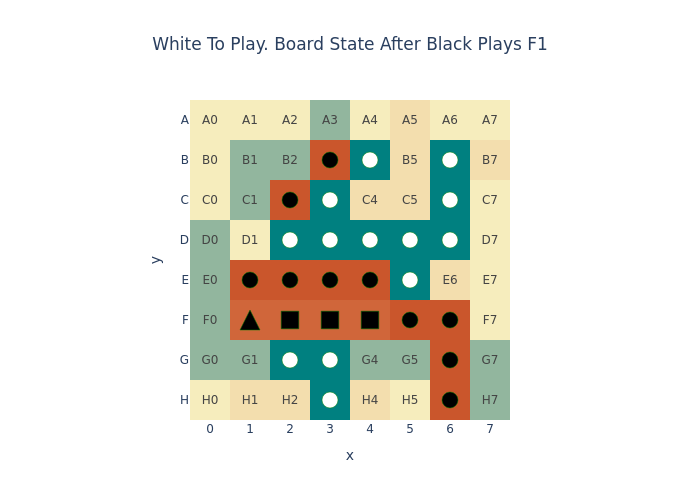 White To Play. Board State After Black Plays F1
A A0 A1 A2 A3 A4 A5 A6 A7
B B0 B1 B2 B5 B7
C C0 C1 C4 C5 C7
D D0 D1 D7
E E0 E6 E7
F F0 F7
G G0 G1 G4 G5 G7
H H0 H1 H2 H4 H5 H7
0 1 2 3 4 5 6 7
x
y